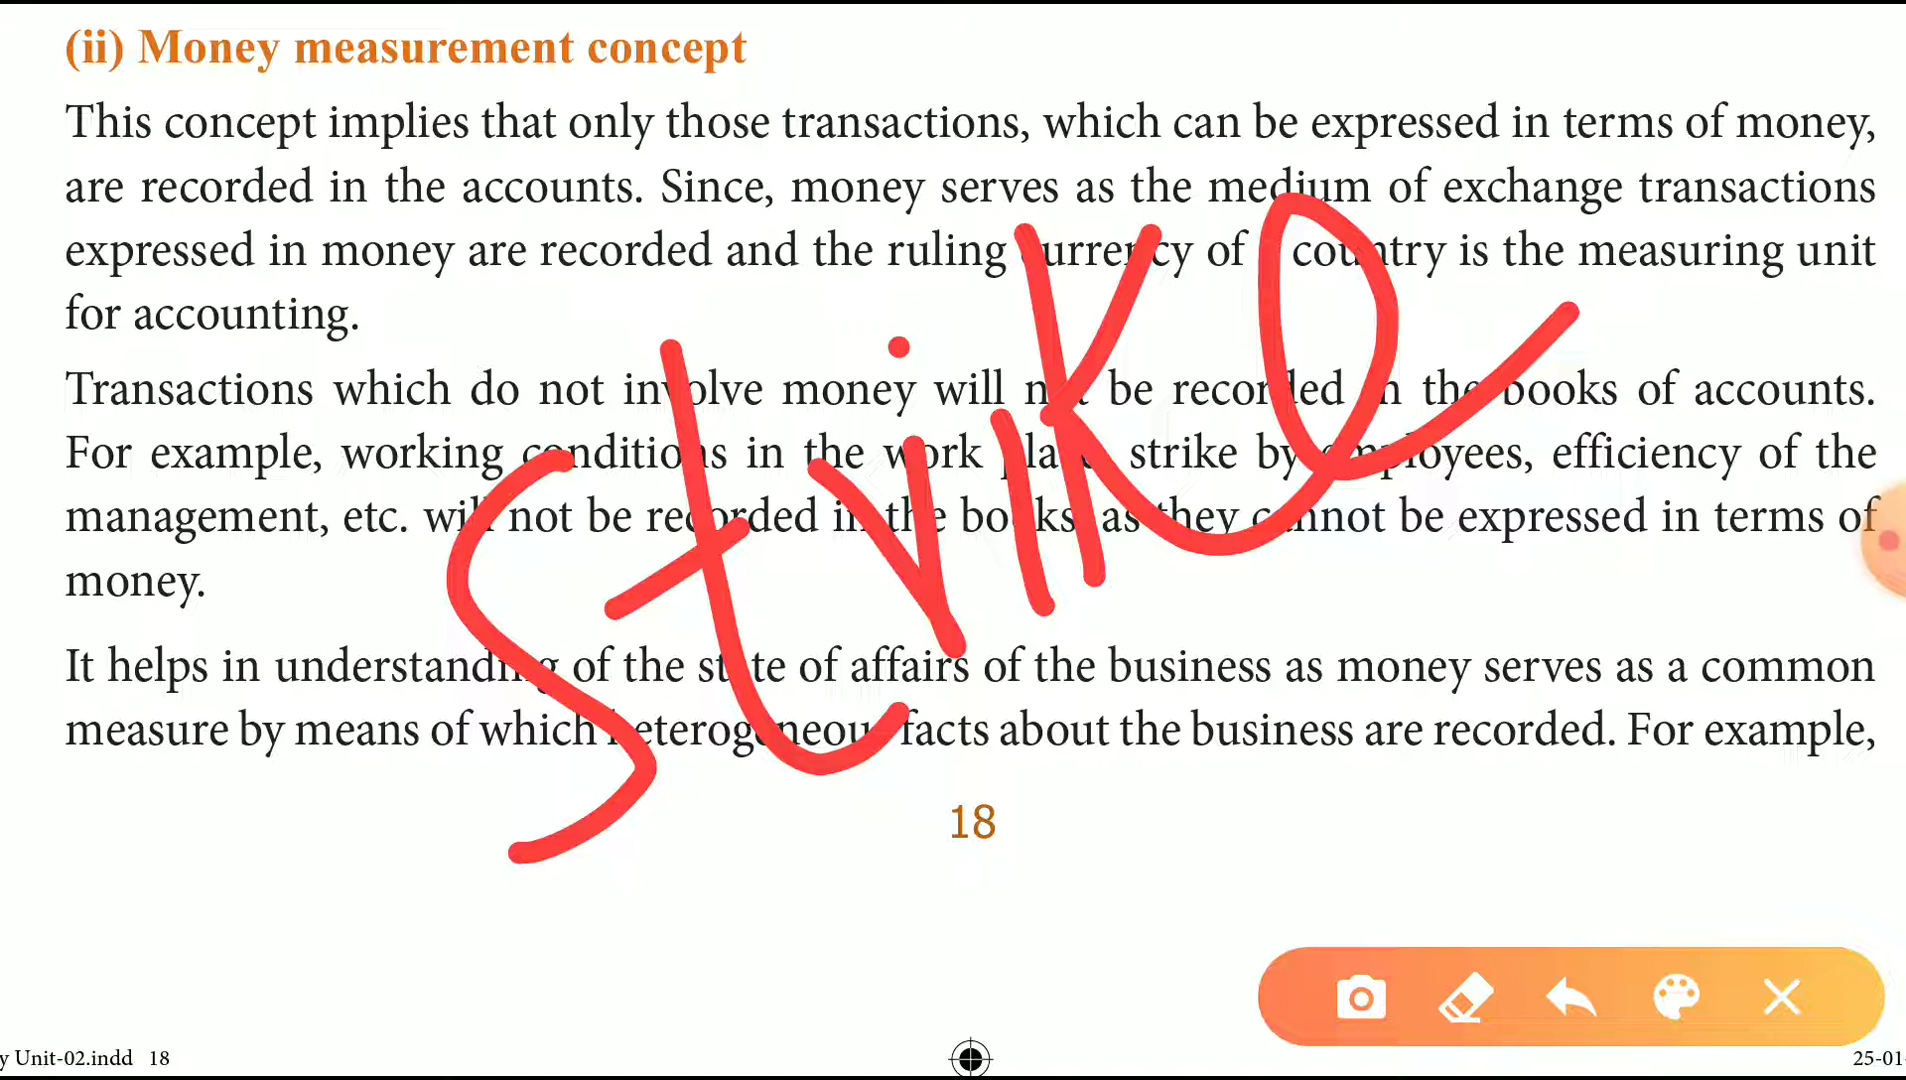 (ii) Money measurement concept
This concept implies that only those transactions, which can be expressed in terms of money,
are recorded in the accounts. Since, money serves as the medium of exchange transactions
expressed in money are recorded and the ruling currency of country is the measuring unit
for accounting.
Transactions which do not involve money will not be recorded in the books of accounts.
For example, working conditions in the work place, strike by employees, efficiency of the
management, etc. will not be recorded in the books, as they cannot be expressed in terms of
money.
It helps in understanding of the state of affairs of the business as money serves as a common
measure by means of which heterogeneous facts about the business are recorded. For example,
strike
18
y Unit-02.indd 18
25-01-